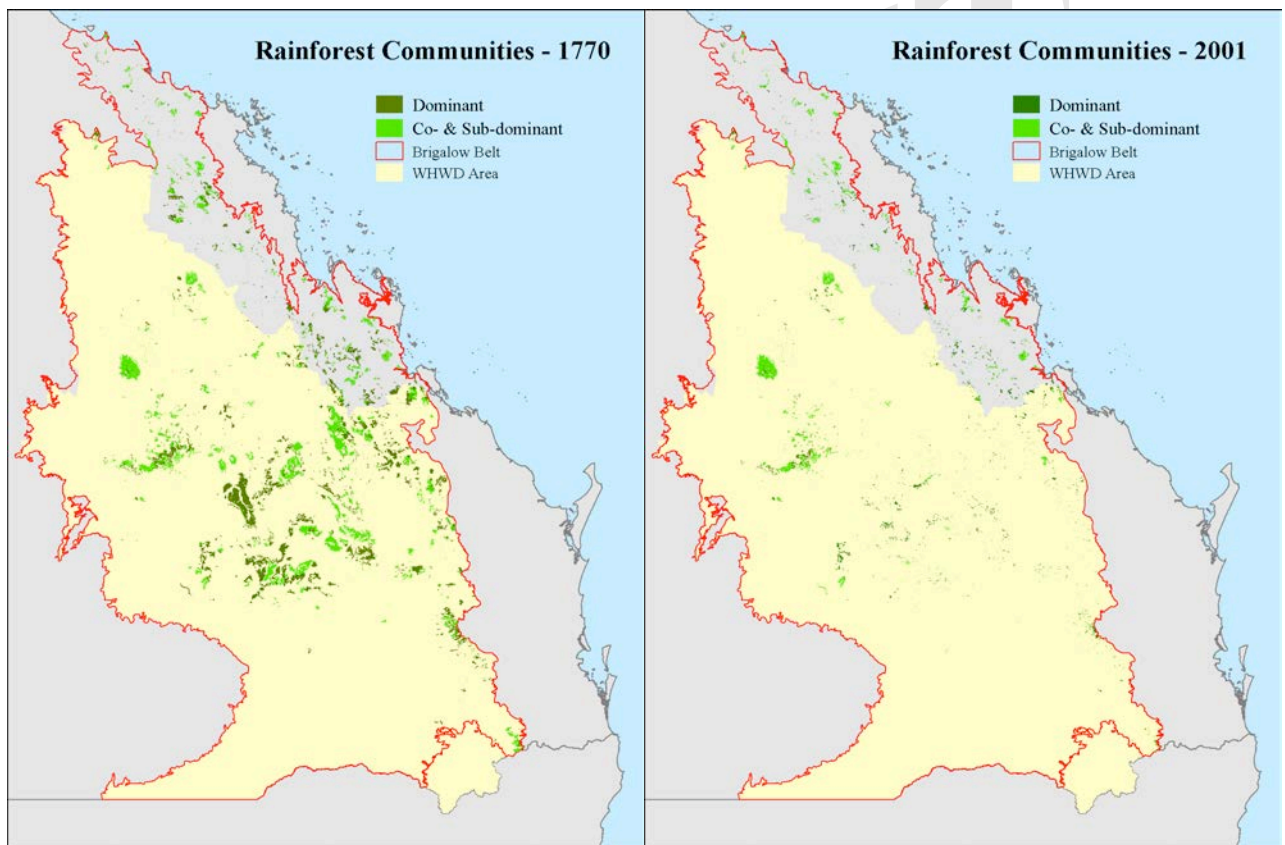 Rainforest Communities - 1770
Dominant
Co- & Sub-dominant
Brigalow Belt
WHWD Area
Rainforest Communities - 2001
Dominant
Co- & Sub-dominant
Brigalow Belt
WHWD Area